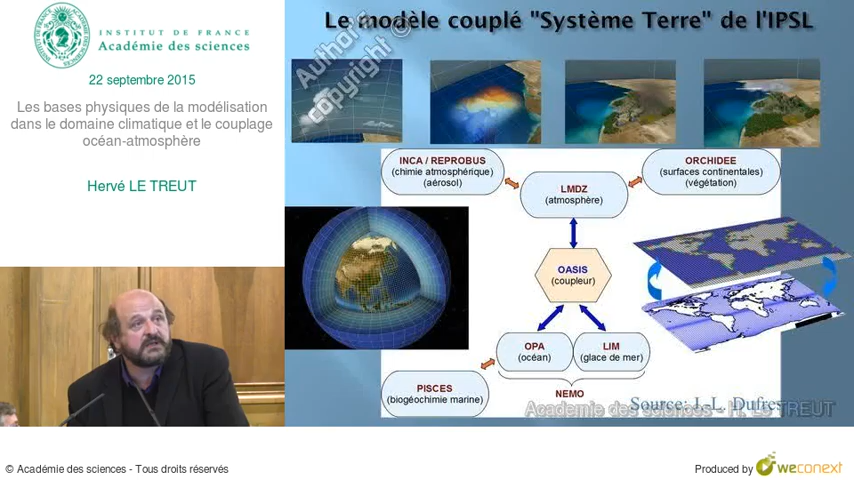 INSTITUT DE FRANCE
Académie des sciences
22 septembre 2015
Les bases physiques de la modélisation
dans le domaine climatique et le couplage
océan-atmosphère
Hervé LE TREUT
Le modèle couplé "Système Terre" de l'IPSL
copyright ©
INCA / REPROBUS
(chimie atmosphérique)
(aérosol)
ORCHIDEE
(surfaces continentales)
(végétation)
LMDZ
(atmosphère)
OASIS
(coupleur)
OPA
(océan)
LIM
(glace de mer)
PISCES
(biogéochimie marine)
NEMO
Source: J.-L. Dufres
Académie des sciences - H. Le TREUT
© Académie des sciences - Tous droits réservés
Produced by weconext